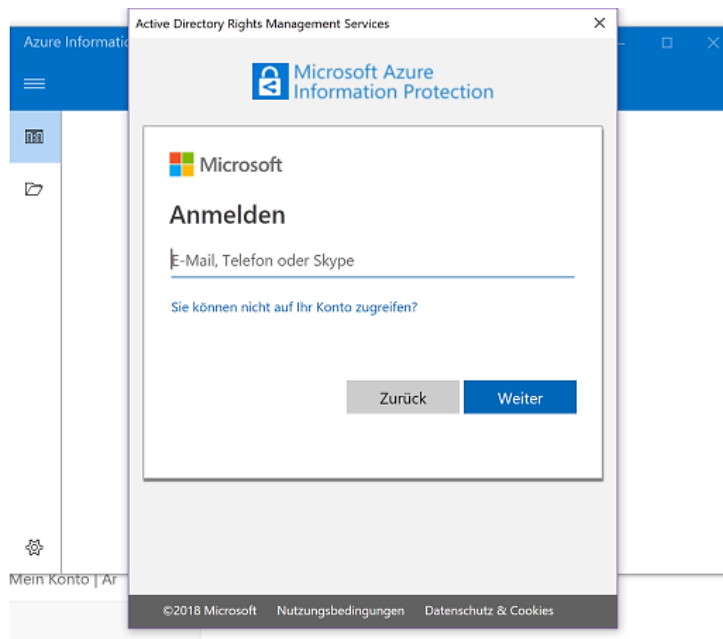 Active Directory Rights Management Services
Azure Informatio
Microsoft Azure
Information Protection
Microsoft
Anmelden
E-Mail, Telefon oder Skype
Sie können nicht auf Ihr Konto zugreifen?
Zurück
Weiter
Mein Konto | Ar
©2018 Microsoft Nutzungsbedingungen Datenschutz & Cookies